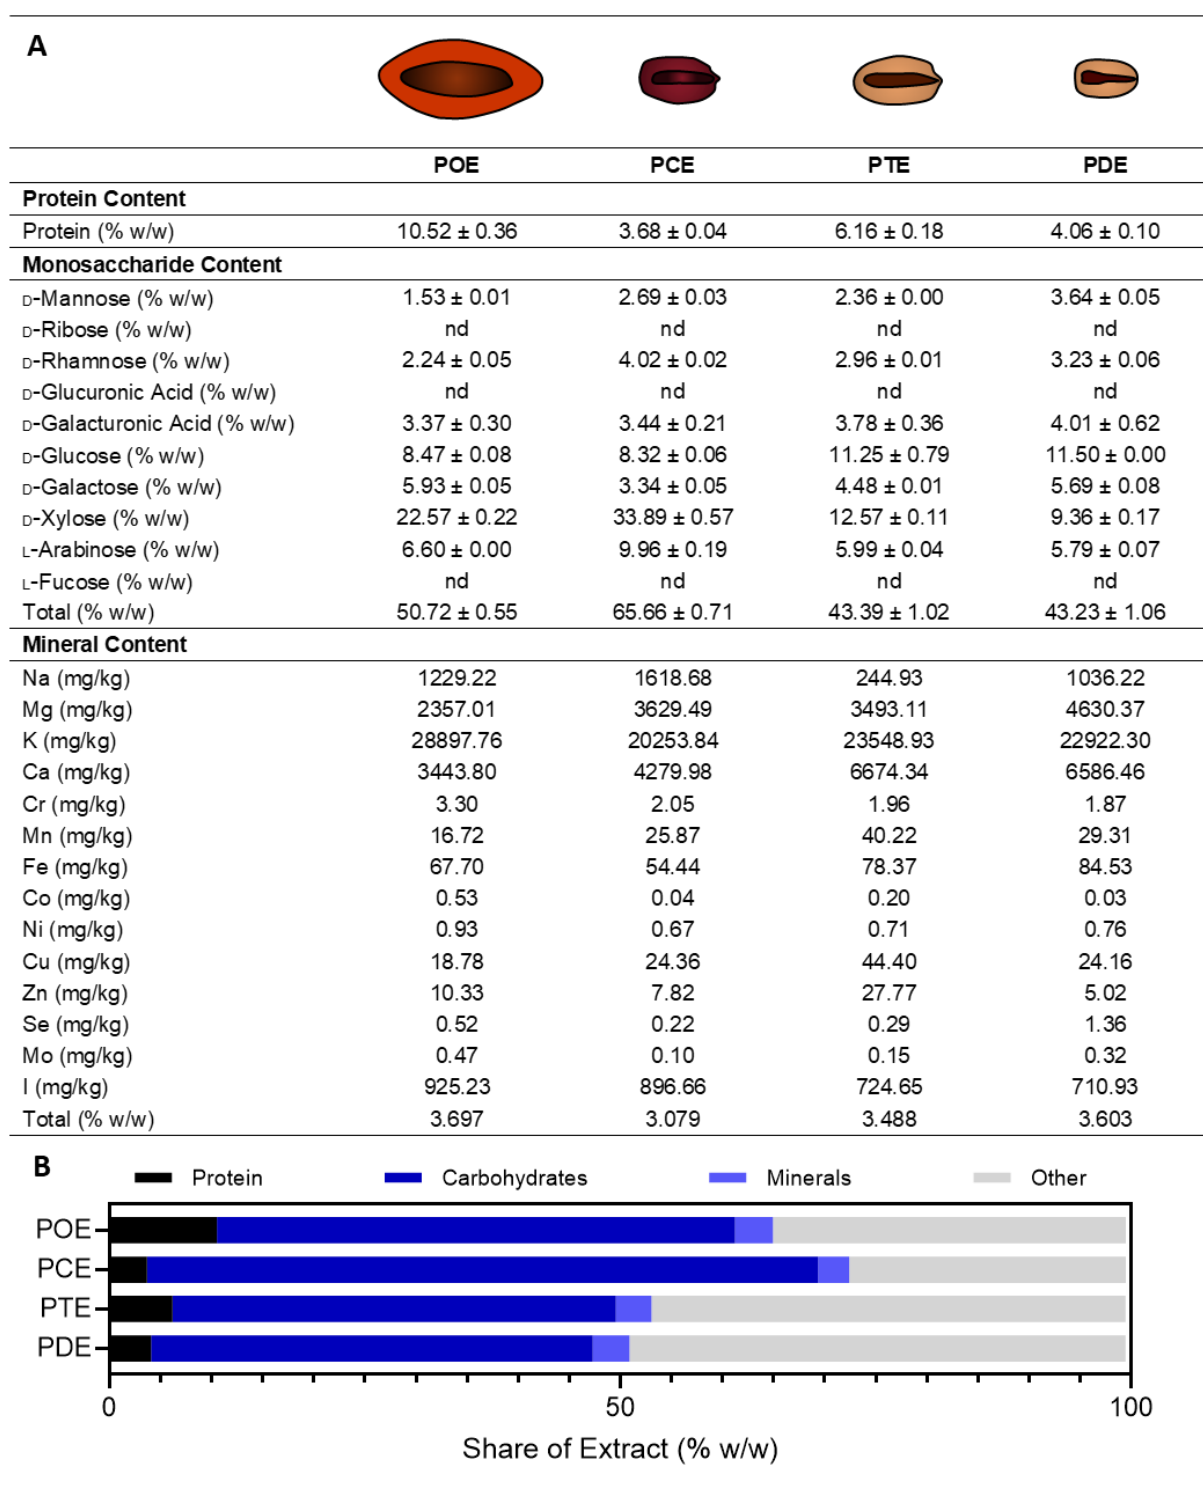 A
POE PCE PTE PDE
Protein Content
Protein (% w/w) 10.52 ± 0.36 3.68 ± 0.04 6.16 ± 0.18 4.06 ± 0.10
Monosaccharide Content
D-Mannose (% w/w) 1.53 ± 0.01 2.69 ± 0.03 2.36 ± 0.00 3.64 ± 0.05
D-Ribose (% w/w) nd nd nd nd
D-Rhamnose (% w/w) 2.24 ± 0.05 4.02 ± 0.02 2.96 ± 0.01 3.23 ± 0.06
D-Glucuronic Acid (% w/w) nd nd nd nd
D-Galacturonic Acid (% w/w) 3.37 ± 0.30 3.44 ± 0.21 3.78 ± 0.36 4.01 ± 0.62
D-Glucose (% w/w) 8.47 ± 0.08 8.32 ± 0.06 11.25 ± 0.79 11.50 ± 0.00
D-Galactose (% w/w) 5.93 ± 0.05 3.34 ± 0.05 4.48 ± 0.01 5.69 ± 0.08
D-Xylose (% w/w) 22.57 ± 0.22 33.89 ± 0.57 12.57 ± 0.11 9.36 ± 0.17
L-Arabinose (% w/w) 6.60 ± 0.00 9.96 ± 0.19 5.99 ± 0.04 5.79 ± 0.07
L-Fucose (% w/w) nd nd nd nd
Total (% w/w) 50.72 ± 0.55 65.66 ± 0.71 43.39 ± 1.02 43.23 ± 1.06
Mineral Content
Na (mg/kg) 1229.22 1618.68 244.93 1036.22
Mg (mg/kg) 2357.01 3629.49 3493.11 4630.37
K (mg/kg) 28897.76 20253.84 23548.93 22922.30
Ca (mg/kg) 3443.80 4279.98 6674.34 6586.46
Cr (mg/kg) 3.30 2.05 1.96 1.87
Mn (mg/kg) 16.72 25.87 40.22 29.31
Fe (mg/kg) 67.70 54.44 78.37 84.53
Co (mg/kg) 0.53 0.04 0.20 0.03
Ni (mg/kg) 0.93 0.67 0.71 0.76
Cu (mg/kg) 18.78 24.36 44.40 24.16
Zn (mg/kg) 10.33 7.82 27.77 5.02
Se (mg/kg) 0.52 0.22 0.29 1.36
Mo (mg/kg) 0.47 0.10 0.15 0.32
I (mg/kg) 925.23 896.66 724.65 710.93
Total (% w/w) 3.697 3.079 3.488 3.603
B
Protein Carbohydrates Minerals Other
POE
PCE
PTE
PDE
0 50 100
Share of Extract (% w/w)